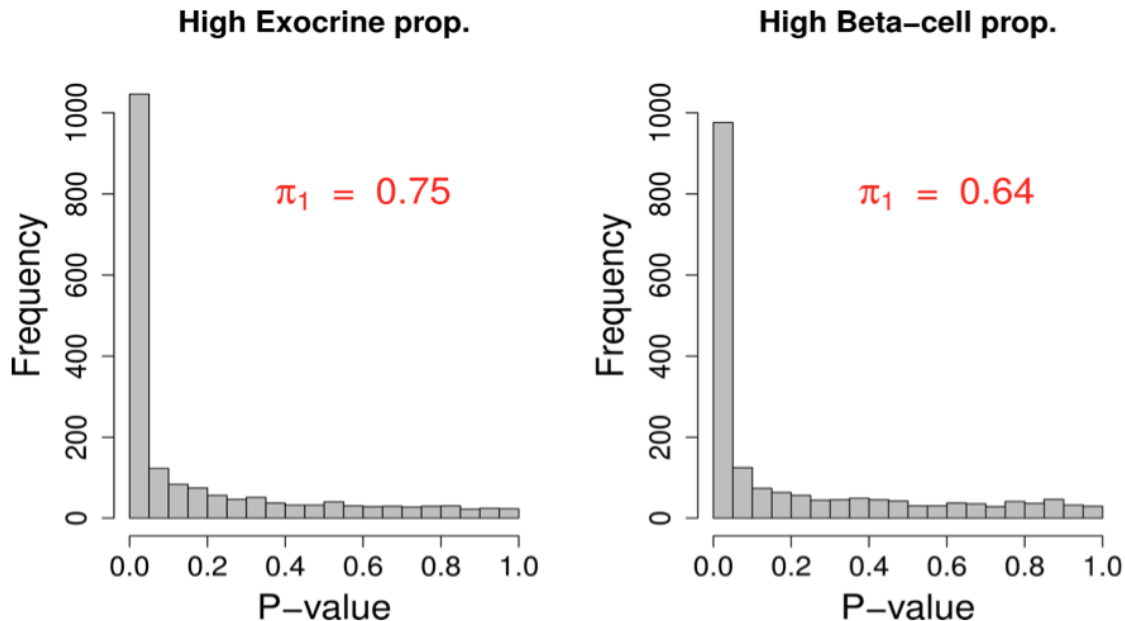 High Exocrine prop.
Frequency
1000
800
600
400
200
0
π₁ = 0.75
0.0 0.2 0.4 0.6 0.8 1.0
P−value
High Beta−cell prop.
Frequency
1000
800
600
400
200
0
π₁ = 0.64
0.0 0.2 0.4 0.6 0.8 1.0
P−value